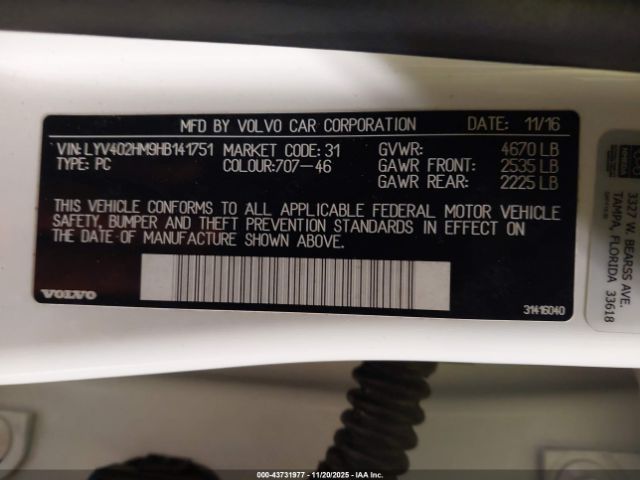 MFD BY VOLVO CAR CORPORATION DATE: 11/16
VIN: LYV402HM9HB141751 MARKET CODE: 31 GVWR: 4670 LB
TYPE: PC COLOUR:707-46 GAWR FRONT: 2535 LB
GAWR REAR: 2225 LB
THIS VEHICLE CONFORMS TO ALL APPLICABLE FEDERAL MOTOR VEHICLE
SAFETY, BUMPER AND THEFT PREVENTION STANDARDS IN EFFECT ON
THE DATE OF MANUFACTURE SHOWN ABOVE.
VOLVO
31416040
3327 W. BEARSS AVE.
TAMPA, FLORIDA 33618
000-43731977 - 11/20/2025 - IAA Inc.